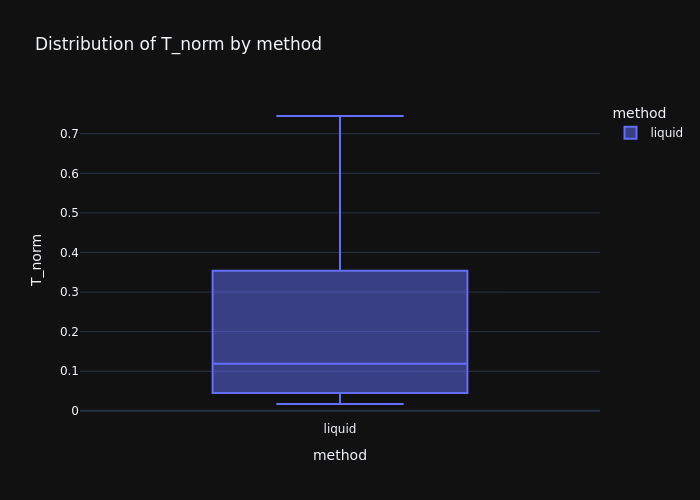 Distribution of T_norm by method
method
liquid
0.7
0.6
0.5
0.4
0.3
0.2
0.1
0
T_norm
liquid
method